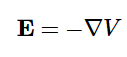 𝐄 = −∇V